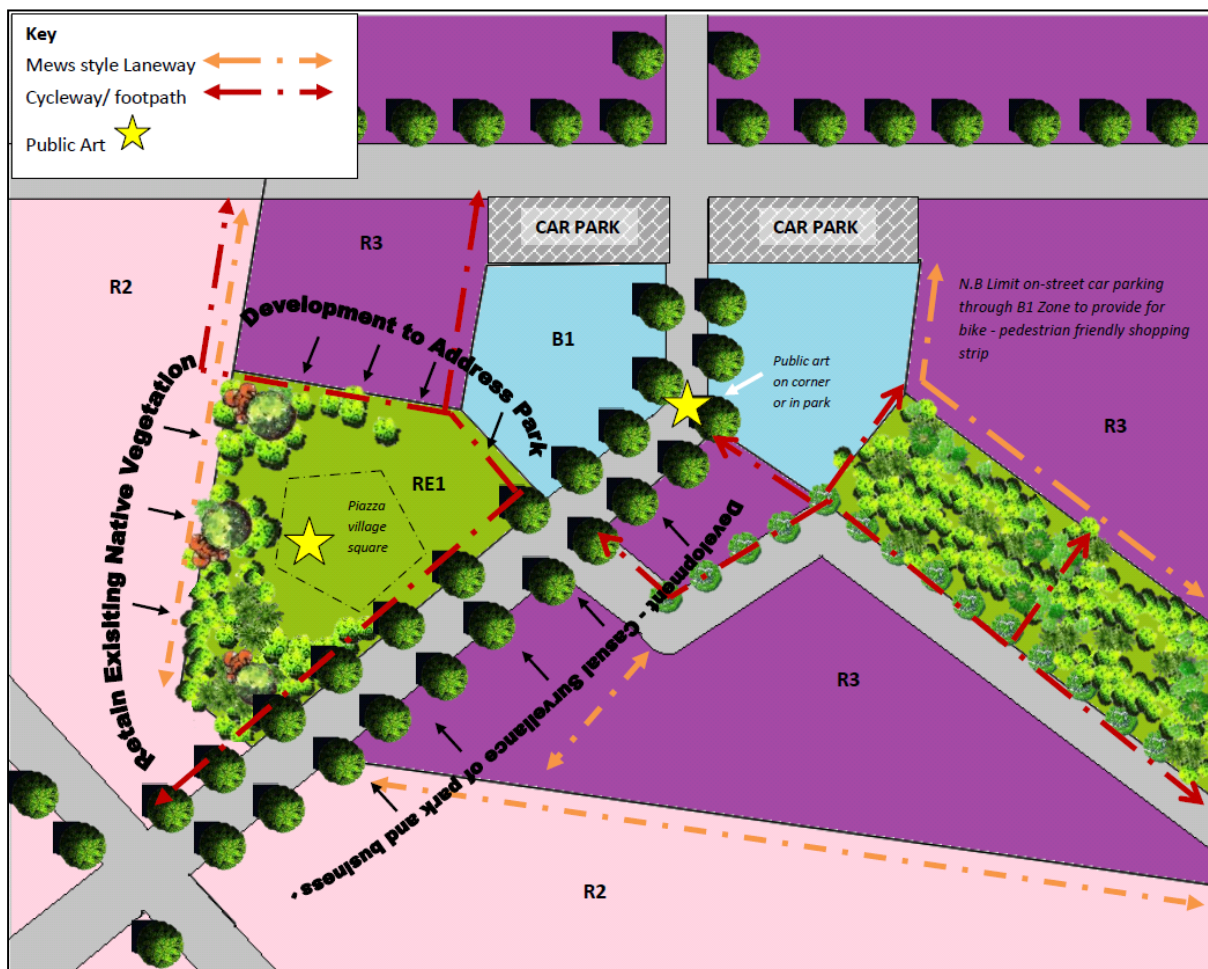 Key
Mews style Laneway
Cycleway/ footpath
Public Art
CAR PARK
CAR PARK
R3
R2
Development to Address Park
B1
N.B Limit on-street car parking
through B1 Zone to provide for
bike - pedestrian friendly shopping
strip
Public art
on corner
or in park
R3
Retain Exisiting Native Vegetation
RE1
Piazza
village
square
Development - Casual Surveliance of park and business .
R3
R2